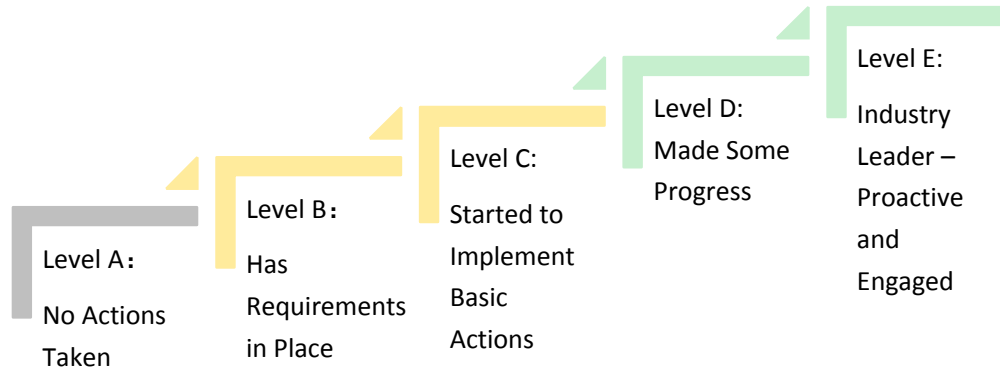 Level A：
No Actions
Taken
Level B：
Has
Requirements
in Place
Level C:
Started to
Implement
Basic
Actions
Level D:
Made Some
Progress
Level E:
Industry
Leader –
Proactive
and
Engaged